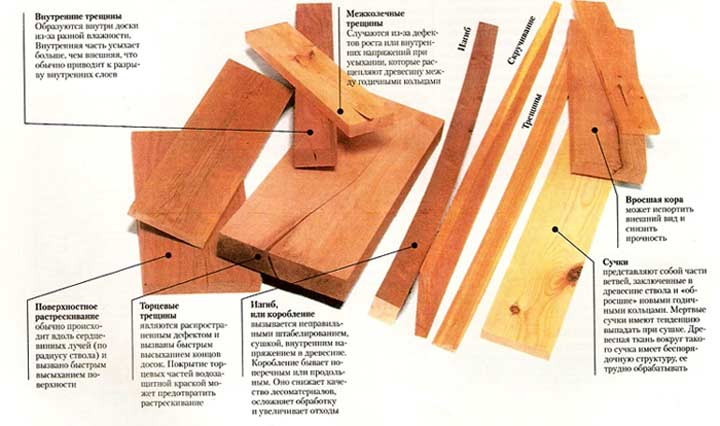 Внутренние трещины
Образуются внутри доски
из-за разной влажности.
Внутренняя часть усыхает
больше, чем внешняя, что
обычно приводит к разры-
ву внутренних слоев
Межколечные
трещины
Случаются из-за дефек-
тов роста или внутрен-
них напряжений при
усыхании, которые рас-
щепляют древесину меж-
ду годичными кольцами
Изгиб
Скручивание
Трещины
Вросшая кора
может испортить
внешний вид и
снизить
прочность
Поверхностное
растрескивание
обычно происхо-
дит вдоль сердце-
винных лучей (по
радиусу ствола) и
вызвано быстрым
высыханием по-
верхности
Торцевые
трещины
являются распростра-
ненным дефектом и
вызваны быстрым
высыханием концов
досок. Покрытие тор-
цевых частей водоза-
щитной краской мо-
жет предотвратить
растрескивание
Изгиб,
или коробление
вызывается неправиль-
ным штабелированием,
сушкой, внутренним на-
пряжением в древесине.
Коробление бывает по-
перечным или продоль-
ным. Оно снижает каче-
ство лесоматериалов,
осложняет обработку
и увеличивает отходы
Сучки
представляют собой части
ветвей, заключенные в
древесине ствола и «об-
росшие» новыми годич-
ными кольцами. Мертвые
сучки имеют тенденцию
выпадать при сушке. Дре-
весная ткань вокруг тако-
го сучка имеет беспоря-
дочную структуру, ее
трудно обрабатывать